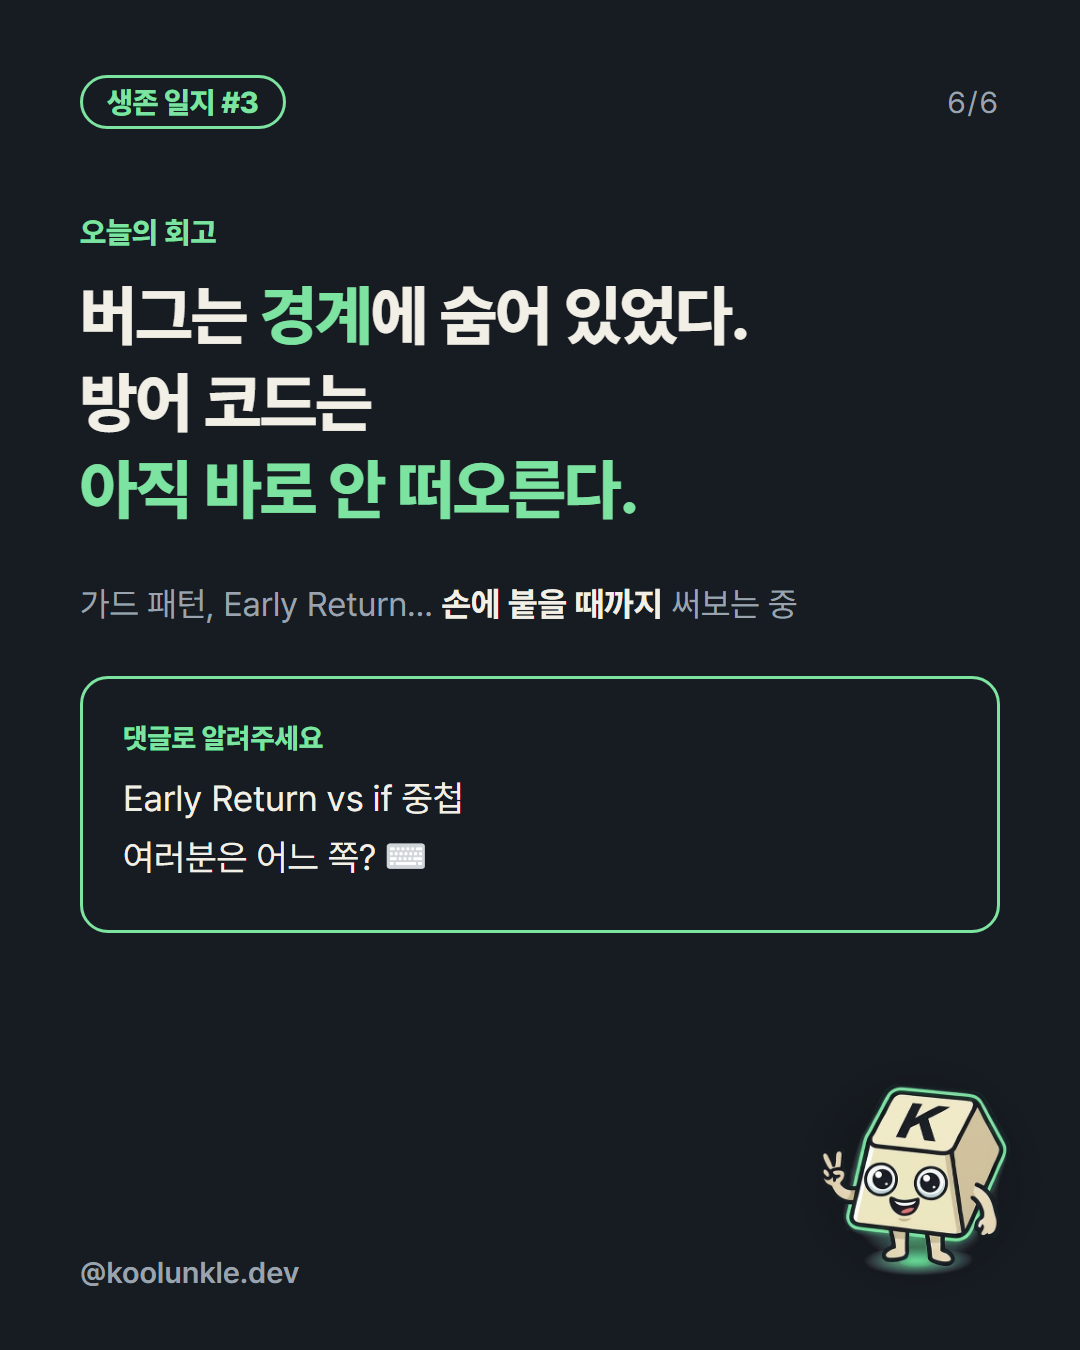 생존 일지 #3
6/6
오늘의 회고
버그는 경계에 숨어 있었다.
방어 코드는
아직 바로 안 떠오른다.
가드 패턴, Early Return... 손에 붙을 때까지 써보는 중
댓글로 알려주세요
Early Return vs if 중첩
여러분은 어느 쪽? ⌨️
K
@koolunkle.dev